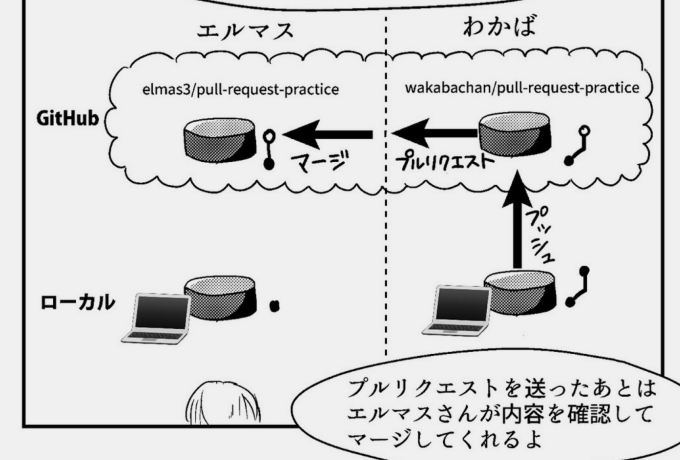 エルマス
わかば
elmas3/pull-request-practice
wakabachan/pull-request-practice
GitHub
マージ
プルリクエスト
プッシュ
ローカル
プルリクエストを送ったあとは
エルマスさんが内容を確認して
マージしてくれるよ